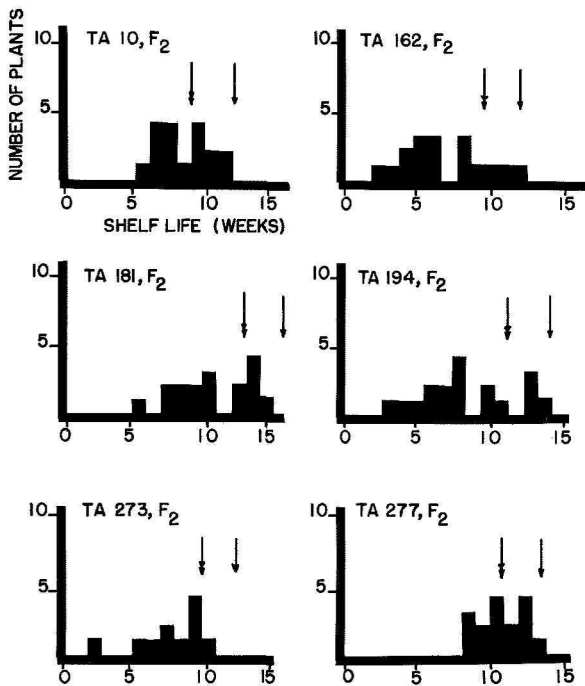 NUMBER OF PLANTS
10
5
TA 10, F2
0 5 10 15
SHELF LIFE (WEEKS)
10
5
TA 162, F2
0 5 10 15
10
5
TA 181, F2
0 5 10 15
10
5
TA 194, F2
0 5 10 15
10
5
TA 273, F2
0 5 10 15
10
5
TA 277, F2
0 5 10 15